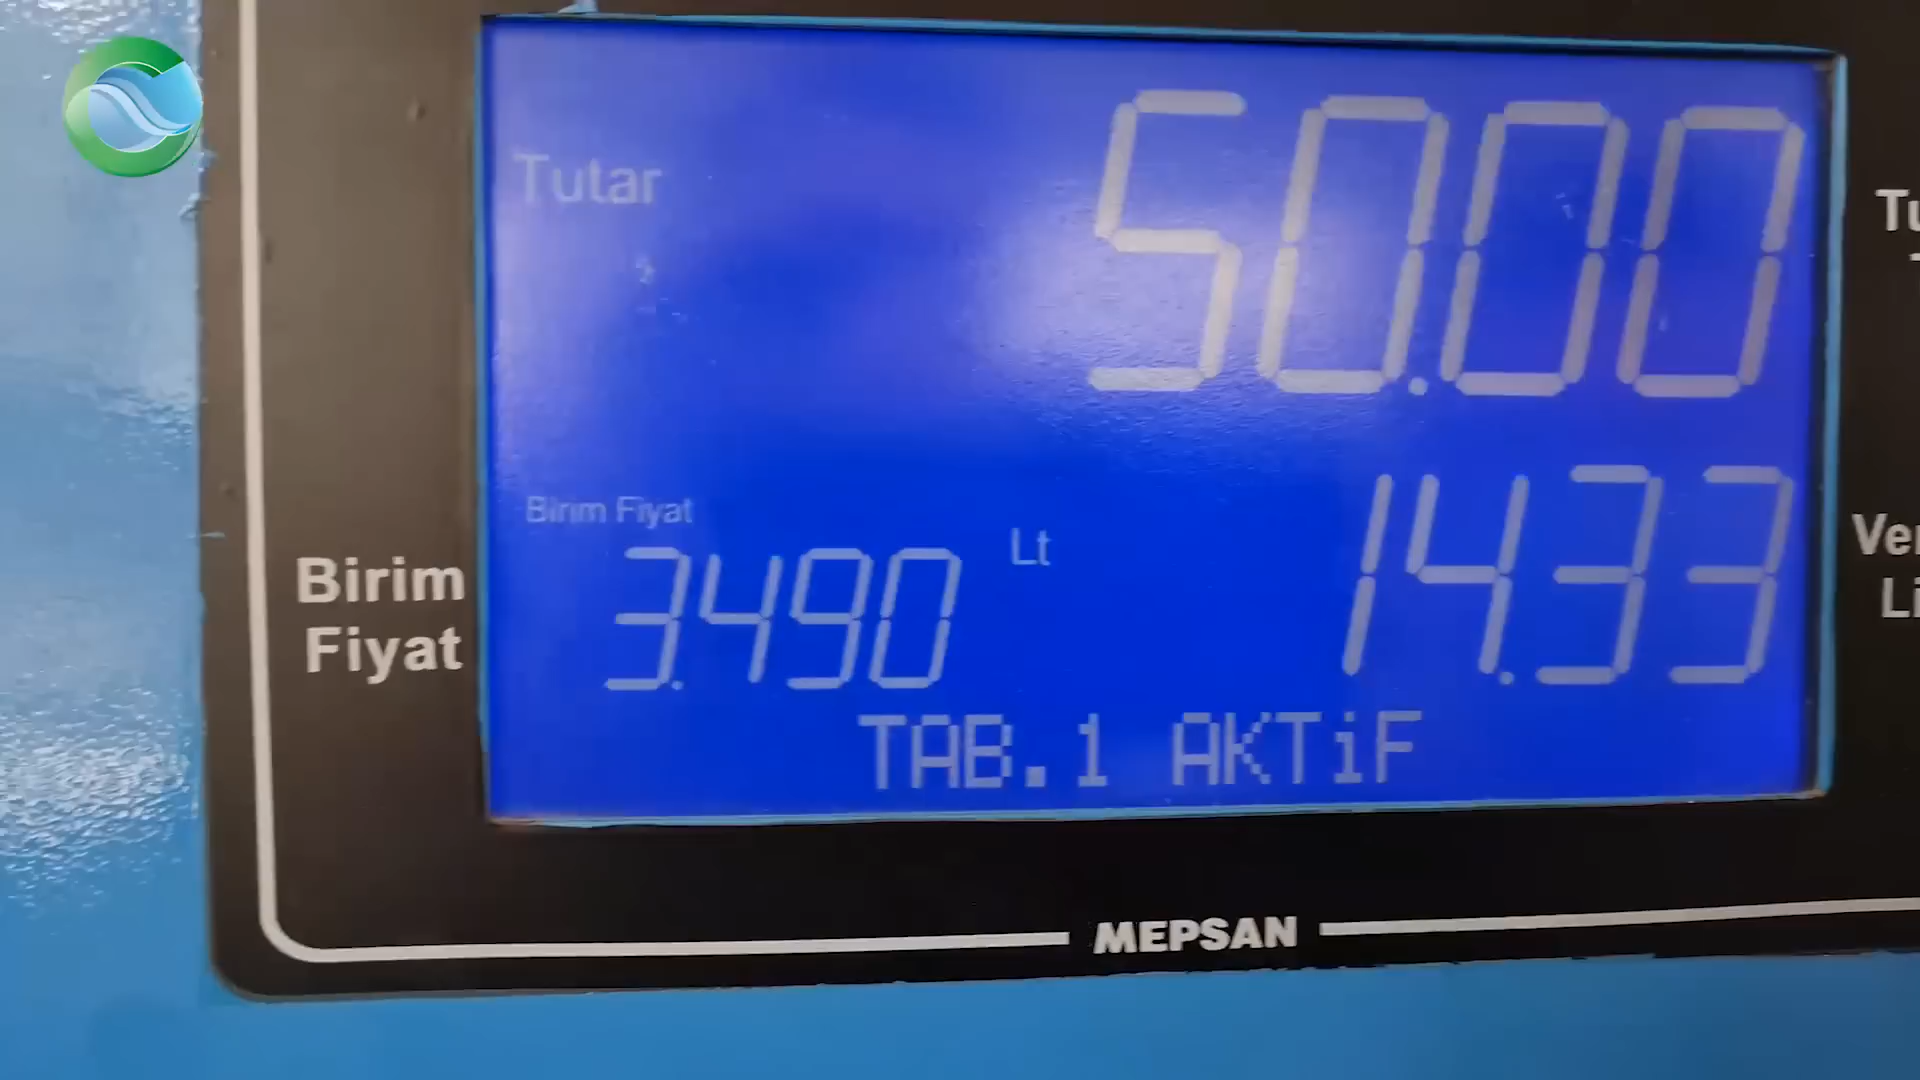 Tutar
50.00
Birim Fiyat
Lt
3.490
14.33
TAB.1 AKTiF
Birim
Fiyat
MEPSAN